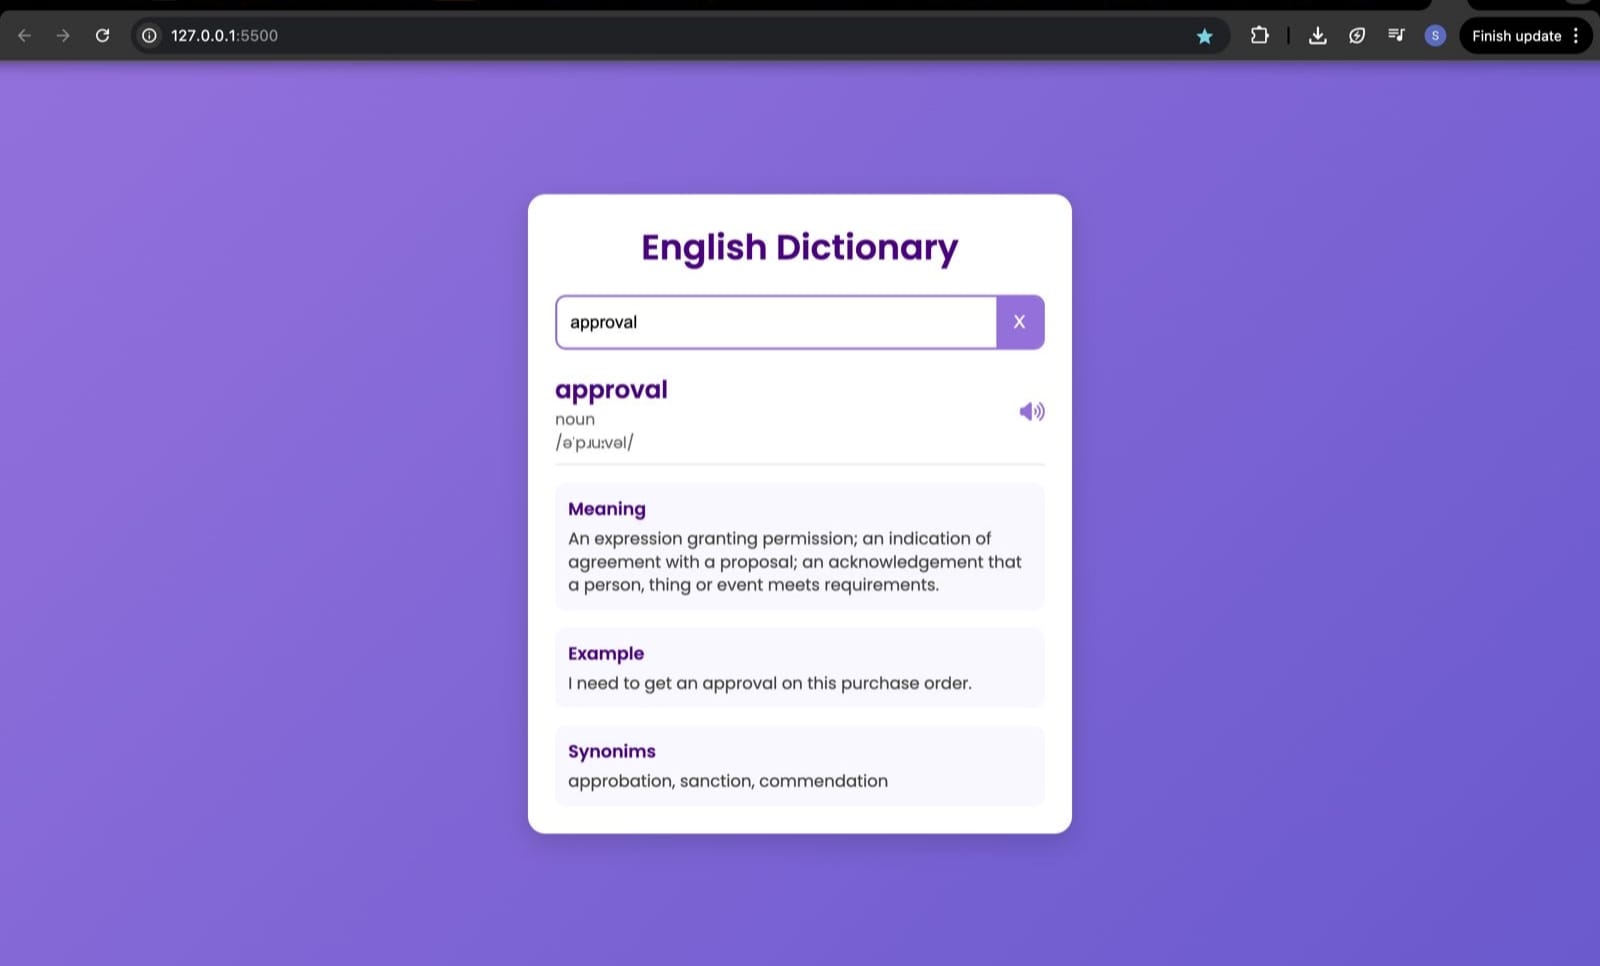 127.0.0.1:5500
S
Finish update
English Dictionary
approval
X
approval
noun
/əˈpɹuːvəl/
Meaning
An expression granting permission; an indication of
agreement with a proposal; an acknowledgement that
a person, thing or event meets requirements.
Example
I need to get an approval on this purchase order.
Synonims
approbation, sanction, commendation